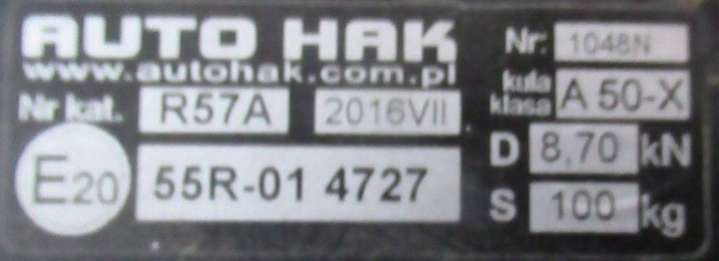 AUTO HAK
www.autohak.com.pl
Nr kat. R57A 2016VII
E20 55R-01 4727
Nr: 1048N
kula klasa A 50-X
D 8,70 kN
S 100 kg